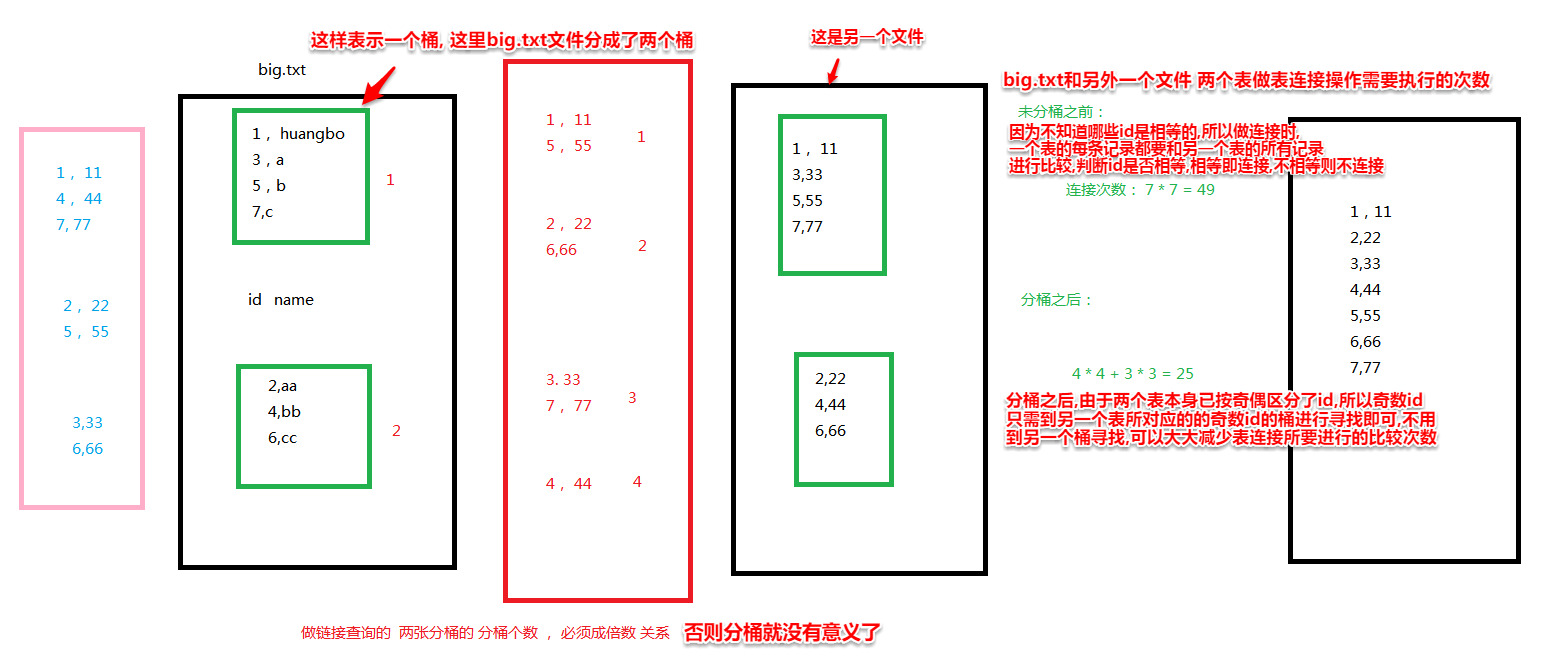 这样表示一个桶, 这里big.txt文件分成了两个桶
big.txt
这是另一个文件
1 ,  11
4 ,  44
7, 77
2 ,  22
5 ,  55
3,33
6,66
1 ,  huangbo
3 , a
5 , b
7,c
1
id   name
2,aa
4,bb
6,cc
2
1 ,  11
5 ,  55
1
2 ,  22
6,66
2
3. 33
7 ,  77
3
4 ,  44
4
1 ,  11
3,33
5,55
7,77
2,22
4,44
6,66
big.txt和另外一个文件 两个表做表连接操作需要执行的次数
未分桶之前：
因为不知道哪些id是相等的,所以做连接时,
一个表的每条记录都要和另一个表的所有记录
进行比较,判断id是否相等,相等即连接,不相等则不连接
连接次数： 7 * 7 = 49
分桶之后：
4 * 4 + 3 * 3 = 25
分桶之后,由于两个表本身已按奇偶区分了id,所以奇数id
只需到另一个表所对应的的奇数id的桶进行寻找即可,不用
到另一个桶寻找,可以大大减少表连接所要进行的比较次数
1 , 11
2,22
3,33
4,44
5,55
6,66
7,77
做链接查询的  两张分桶的 分桶个数 ， 必须成倍数 关系
否则分桶就没有意义了